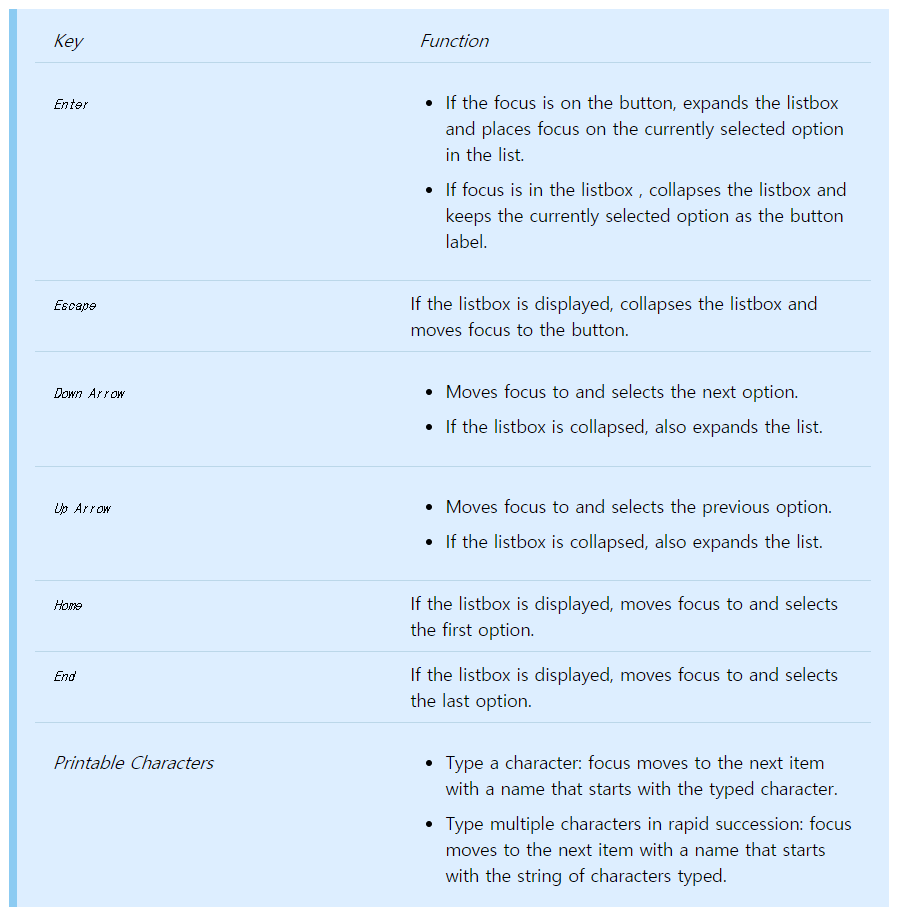 Key Function
Enter
• If the focus is on the button, expands the listbox
and places focus on the currently selected option
in the list.
• If focus is in the listbox , collapses the listbox and
keeps the currently selected option as the button
label.
Escape
If the listbox is displayed, collapses the listbox and
moves focus to the button.
Down Arrow
• Moves focus to and selects the next option.
• If the listbox is collapsed, also expands the list.
Up Arrow
• Moves focus to and selects the previous option.
• If the listbox is collapsed, also expands the list.
Home
If the listbox is displayed, moves focus to and selects
the first option.
End
If the listbox is displayed, moves focus to and selects
the last option.
Printable Characters
• Type a character: focus moves to the next item
with a name that starts with the typed character.
• Type multiple characters in rapid succession: focus
moves to the next item with a name that starts
with the string of characters typed.